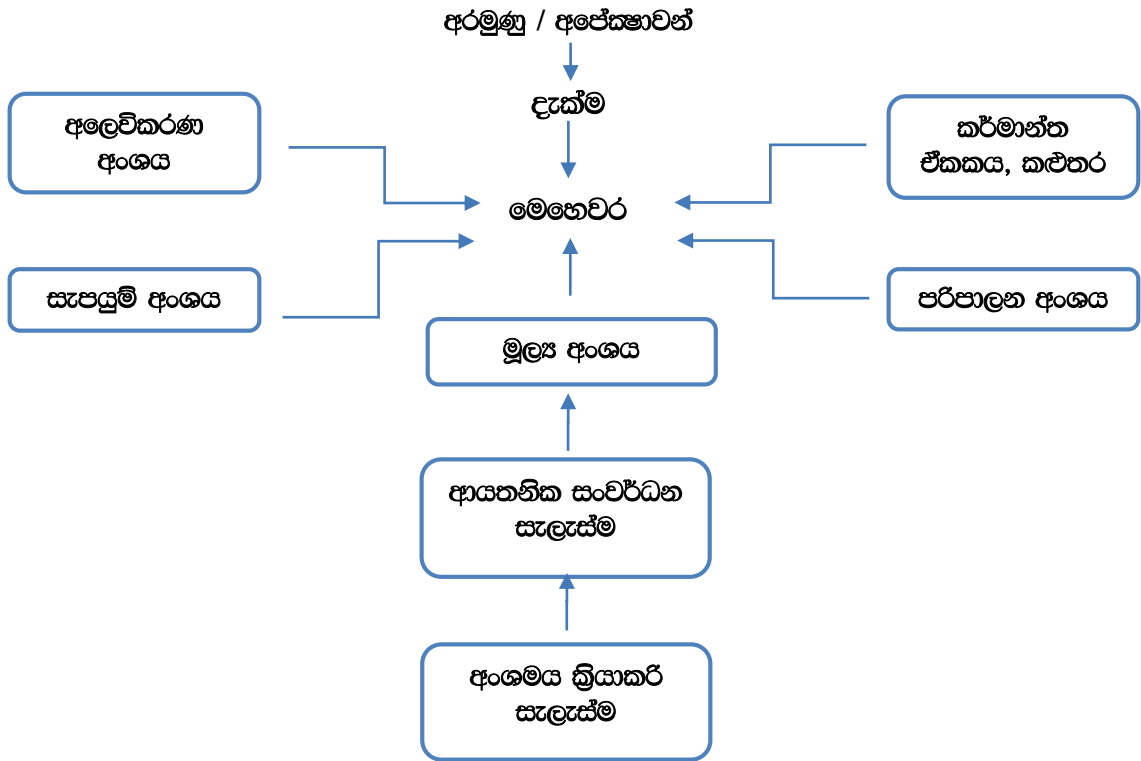 අරමුණු / අපේක්‍ෂාවන්
දැක්ම
අලෙවිකරණ
අංශය
කර්මාන්ත
ඒකකය, කළුතර
මෙහෙවර
සැපයුම් අංශය
පරිපාලන අංශය
මූල්‍ය අංශය
ආයතනික සංවර්ධන
සැලැස්ම
අංශමය ක්‍රියාකරි
සැලැස්ම